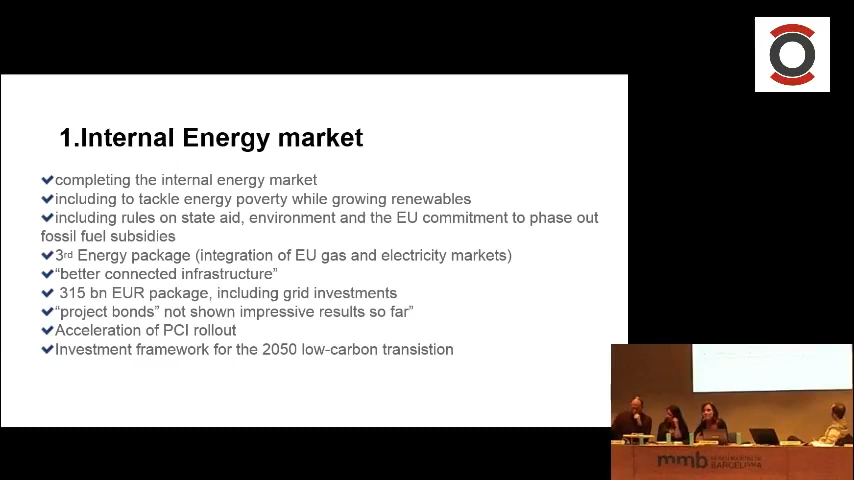 1.Internal Energy market
completing the internal energy market
including to tackle energy poverty while growing renewables
including rules on state aid, environment and the EU commitment to phase out
fossil fuel subsidies
3rd Energy package (integration of EU gas and electricity markets)
“better connected infrastructure”
315 bn EUR package, including grid investments
“project bonds” not shown impressive results so far”
Acceleration of PCI rollout
Investment framework for the 2050 low-carbon transistion
mmb
BARCELONA